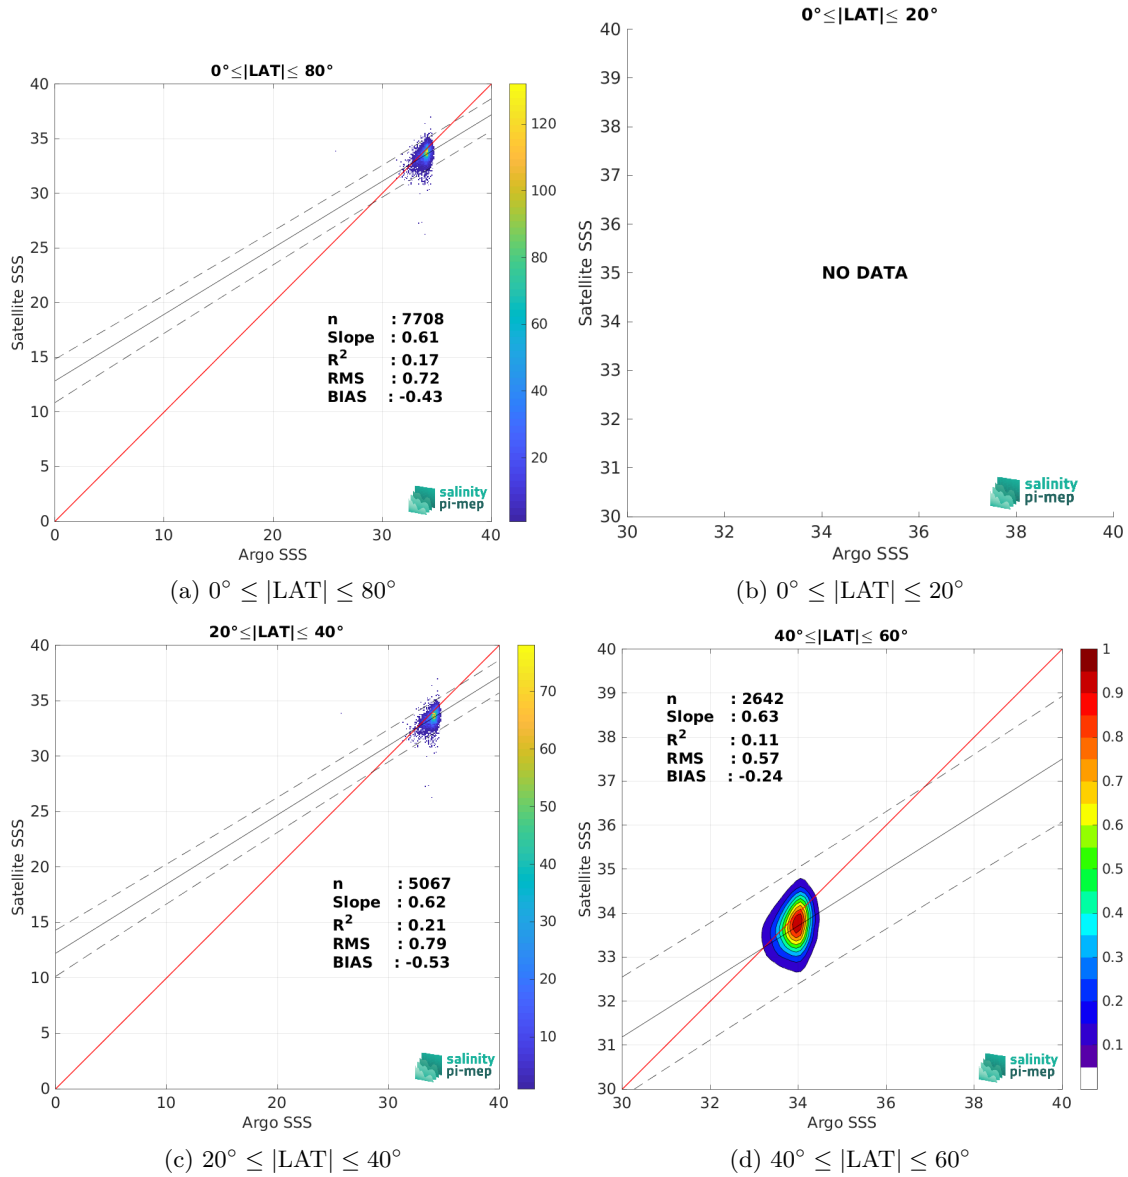 0°≤|LAT|≤ 80°
40
35
30
25
20
15
10
5
0
Satellite SSS
n : 7708
Slope : 0.61
R² : 0.17
RMS : 0.72
BIAS : -0.43
salinity
pi-mep
0 10 20 30 40
Argo SSS
120
100
80
60
40
20
(a) 0° ≤ |LAT| ≤ 80°
0°≤|LAT|≤ 20°
40
39
38
37
36
35
34
33
32
31
30
Satellite SSS
NO DATA
salinity
pi-mep
30 32 34 36 38 40
Argo SSS
(b) 0° ≤ |LAT| ≤ 20°
20°≤|LAT|≤ 40°
40
35
30
25
20
15
10
5
0
Satellite SSS
n : 5067
Slope : 0.62
R² : 0.21
RMS : 0.79
BIAS : -0.53
salinity
pi-mep
0 10 20 30 40
Argo SSS
70
60
50
40
30
20
10
(c) 20° ≤ |LAT| ≤ 40°
40°≤|LAT|≤ 60°
40
39
38
37
36
35
34
33
32
31
30
Satellite SSS
n : 2642
Slope : 0.63
R² : 0.11
RMS : 0.57
BIAS : -0.24
salinity
pi-mep
30 32 34 36 38 40
Argo SSS
1
0.9
0.8
0.7
0.6
0.5
0.4
0.3
0.2
0.1
(d) 40° ≤ |LAT| ≤ 60°